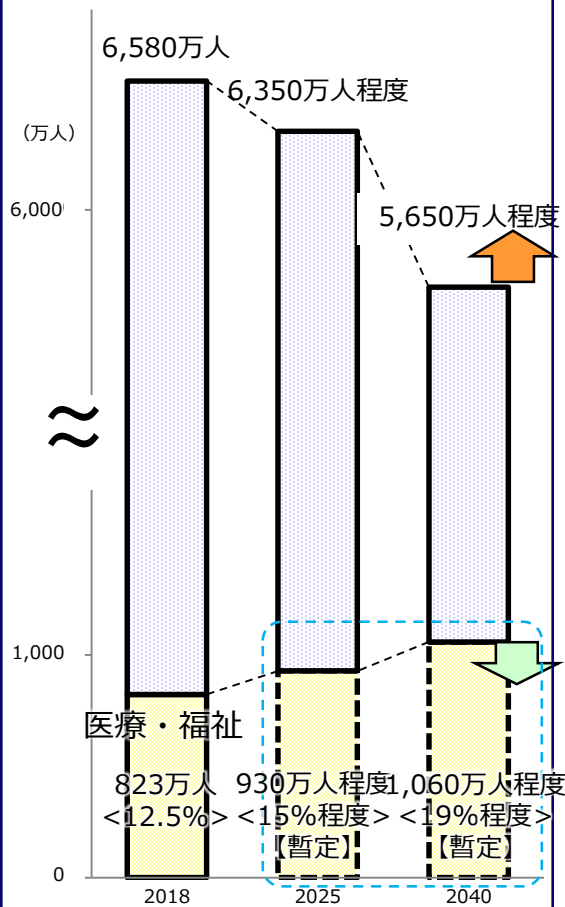 6,580万人
6,350万人程度
（万人）
6,000
5,650万人程度
≈
1,000
医療・福祉
823万人
<12.5%>
930万人程度
<15%程度>
【暫定】
1,060万人程度
<19%程度>
【暫定】
0
2018
2025
2040